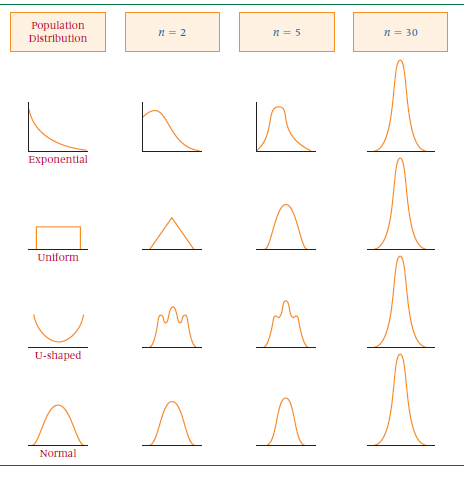 Population
Distribution
n = 2
n = 5
n = 30
Exponential
Uniform
U-shaped
Normal